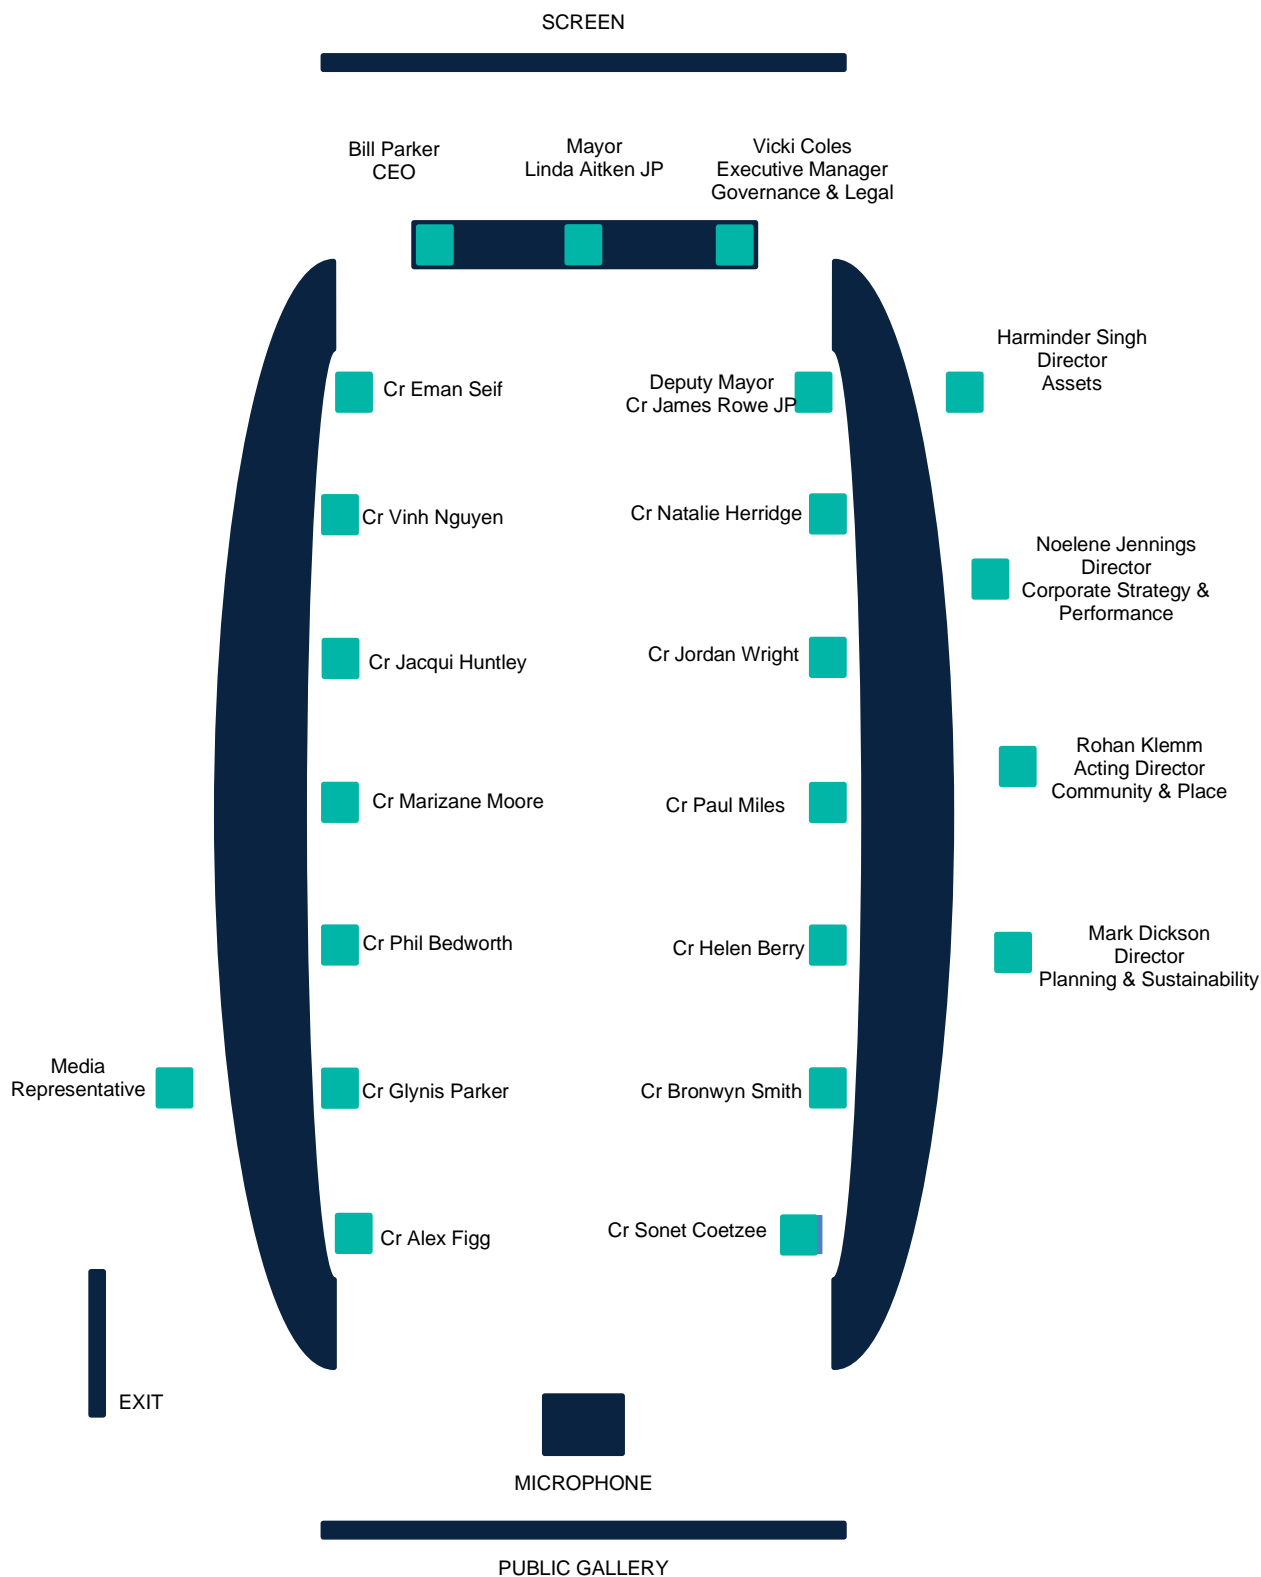 SCREEN
Bill Parker
CEO
Mayor
Linda Aitken JP
Vicki Coles
Executive Manager
Governance & Legal
Harminder Singh
Director
Assets
Cr Eman Seif
Deputy Mayor
Cr James Rowe JP
Cr Vinh Nguyen
Cr Natalie Herridge
Noelene Jennings
Director
Corporate Strategy &
Performance
Cr Jacqui Huntley
Cr Jordan Wright
Rohan Klemm
Acting Director
Community & Place
Cr Marizane Moore
Cr Paul Miles
Cr Phil Bedworth
Cr Helen Berry
Mark Dickson
Director
Planning & Sustainability
Media
Representative
Cr Glynis Parker
Cr Bronwyn Smith
Cr Alex Figg
Cr Sonet Coetzee
EXIT
MICROPHONE
PUBLIC GALLERY